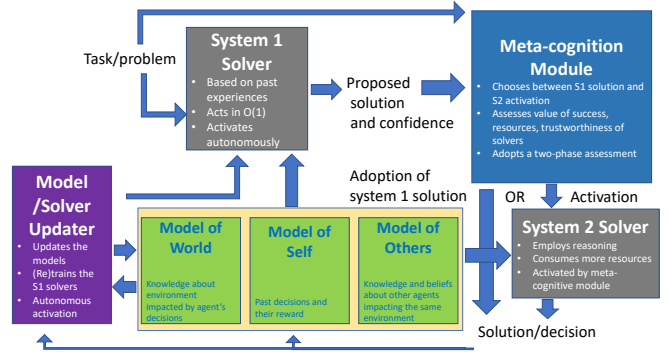 Task/problem
System 1
Solver
• Based on past
experiences
• Acts in O(1)
• Activates
autonomously
Proposed
solution
and confidence
Meta-cognition
Module
• Chooses between S1 solution and
S2 activation
• Assesses value of success,
resources, trustworthiness of
solvers
• Adopts a two-phase assessment
Model
/Solver
Updater
• Updates the
models
• (Re)trains the
S1 solvers
• Autonomous
activation
Adoption of
system 1 solution
OR
Activation
Model of
World
Knowledge about
environment
impacted by agent's
decisions
Model of
Self
Past decisions and
their reward
Model of
Others
Knowledge and beliefs
about other agents
impacting the same
environment
System 2 Solver
• Employs reasoning
• Consumes more resources
• Activated by meta-
cognitive module
Solution/decision